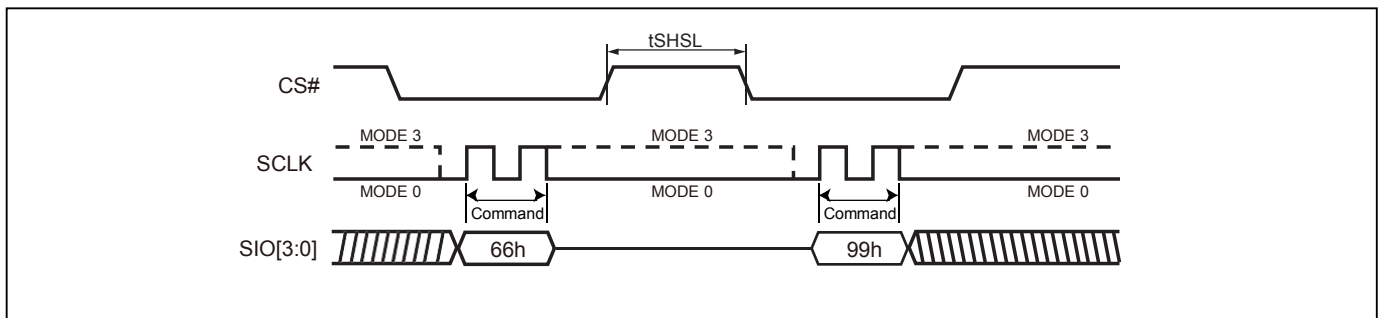 tSHSL
CS#
MODE 3 MODE 3 MODE 3
SCLK
MODE 0 MODE 0 MODE 0
Command Command
SIO[3:0] 66h 99h